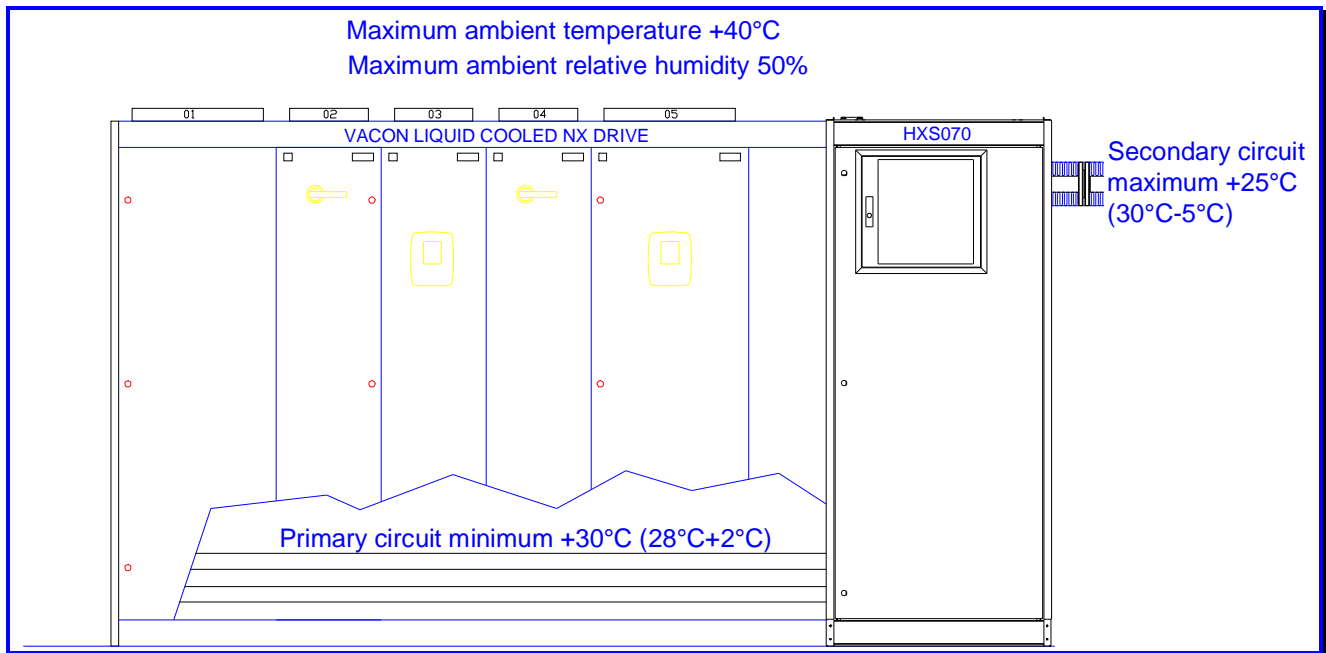 Maximum ambient temperature +40°C
Maximum ambient relative humidity 50%
01 02 03 04 05
VACON LIQUID COOLED NX DRIVE
HXS070
Secondary circuit
maximum +25°C
(30°C-5°C)
Primary circuit minimum +30°C (28°C+2°C)